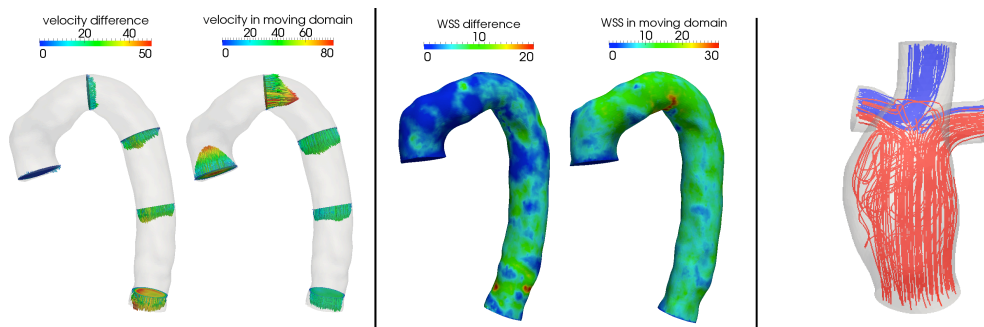 velocity difference
20 40
0 50
velocity in moving domain
20 40 60
0 80
WSS difference
10
0 20
WSS in moving domain
10 20
0 30